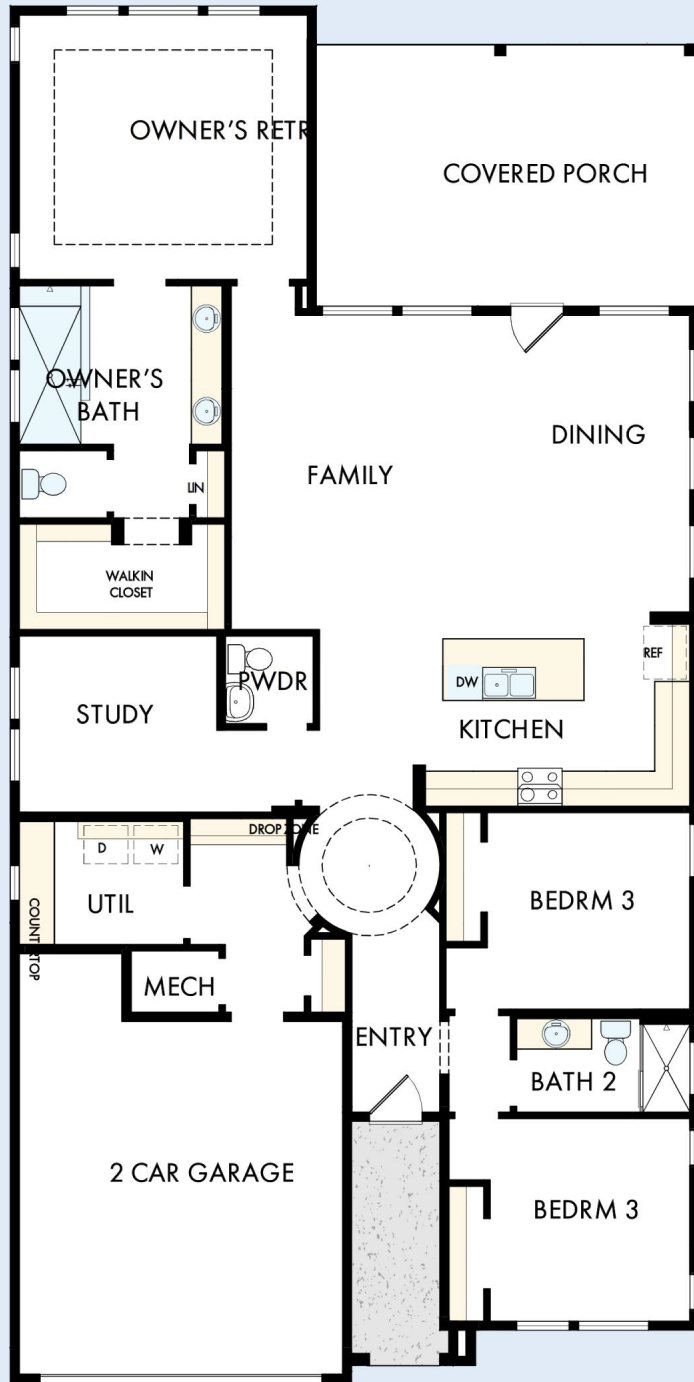 OWNER'S RETR
COVERED PORCH
OWNER'S
BATH
DINING
FAMILY
LIN
WALKIN
CLOSET
REF
PWDR
DW
STUDY
KITCHEN
DROP ZONE
D
W
UTIL
BEDRM 3
COUNTERTOP
MECH
ENTRY
BATH 2
2 CAR GARAGE
BEDRM 3